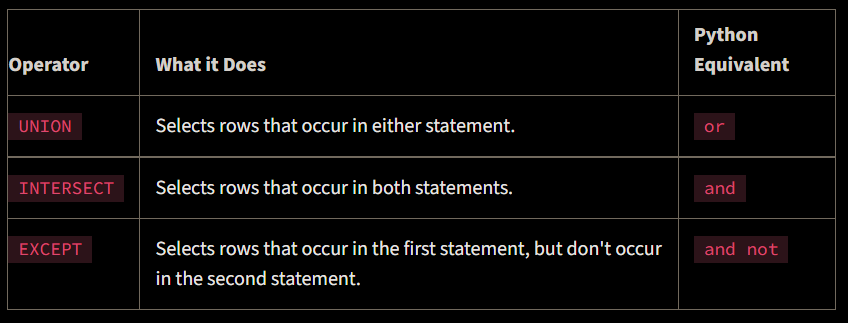 Python
Operator What it Does Equivalent
UNION Selects rows that occur in either statement. or
INTERSECT Selects rows that occur in both statements. and
EXCEPT Selects rows that occur in the first statement, but don't occur and not
in the second statement.